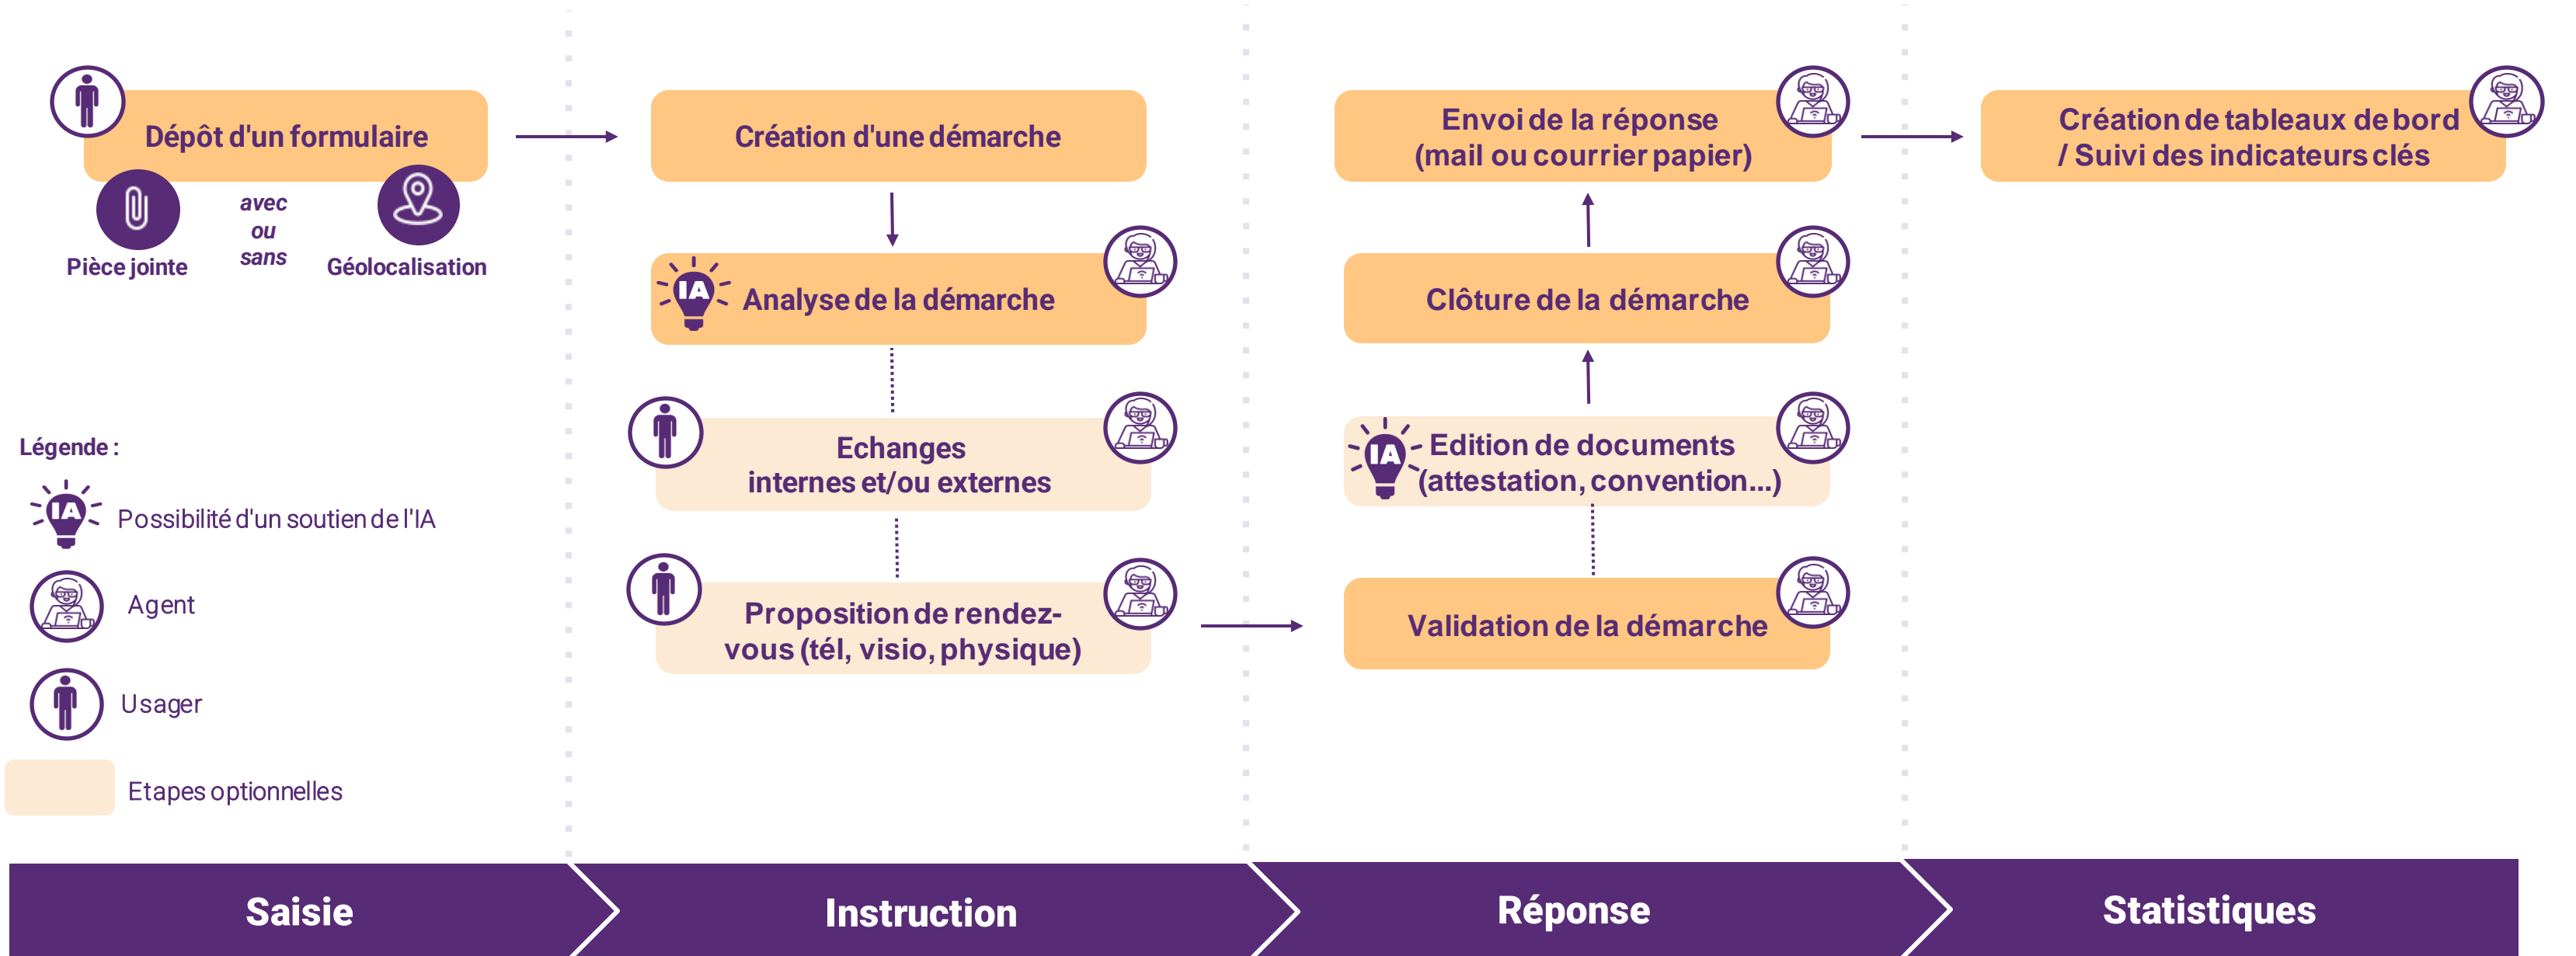 Dépôt d'un formulaire
avec
ou
sans
Pièce jointe
Géolocalisation
Légende :
IA
Possibilité d'un soutien de l'IA
Agent
Usager
Etapes optionnelles
Création d'une démarche
IA
Analyse de la démarche
Echanges
internes et/ou externes
Proposition de rendez-
vous (tél, visio, physique)
Envoi de la réponse
(mail ou courrier papier)
Clôture de la démarche
IA
Edition de documents
(attestation, convention...)
Validation de la démarche
Création de tableaux de bord
/ Suivi des indicateurs clés
Saisie
Instruction
Réponse
Statistiques